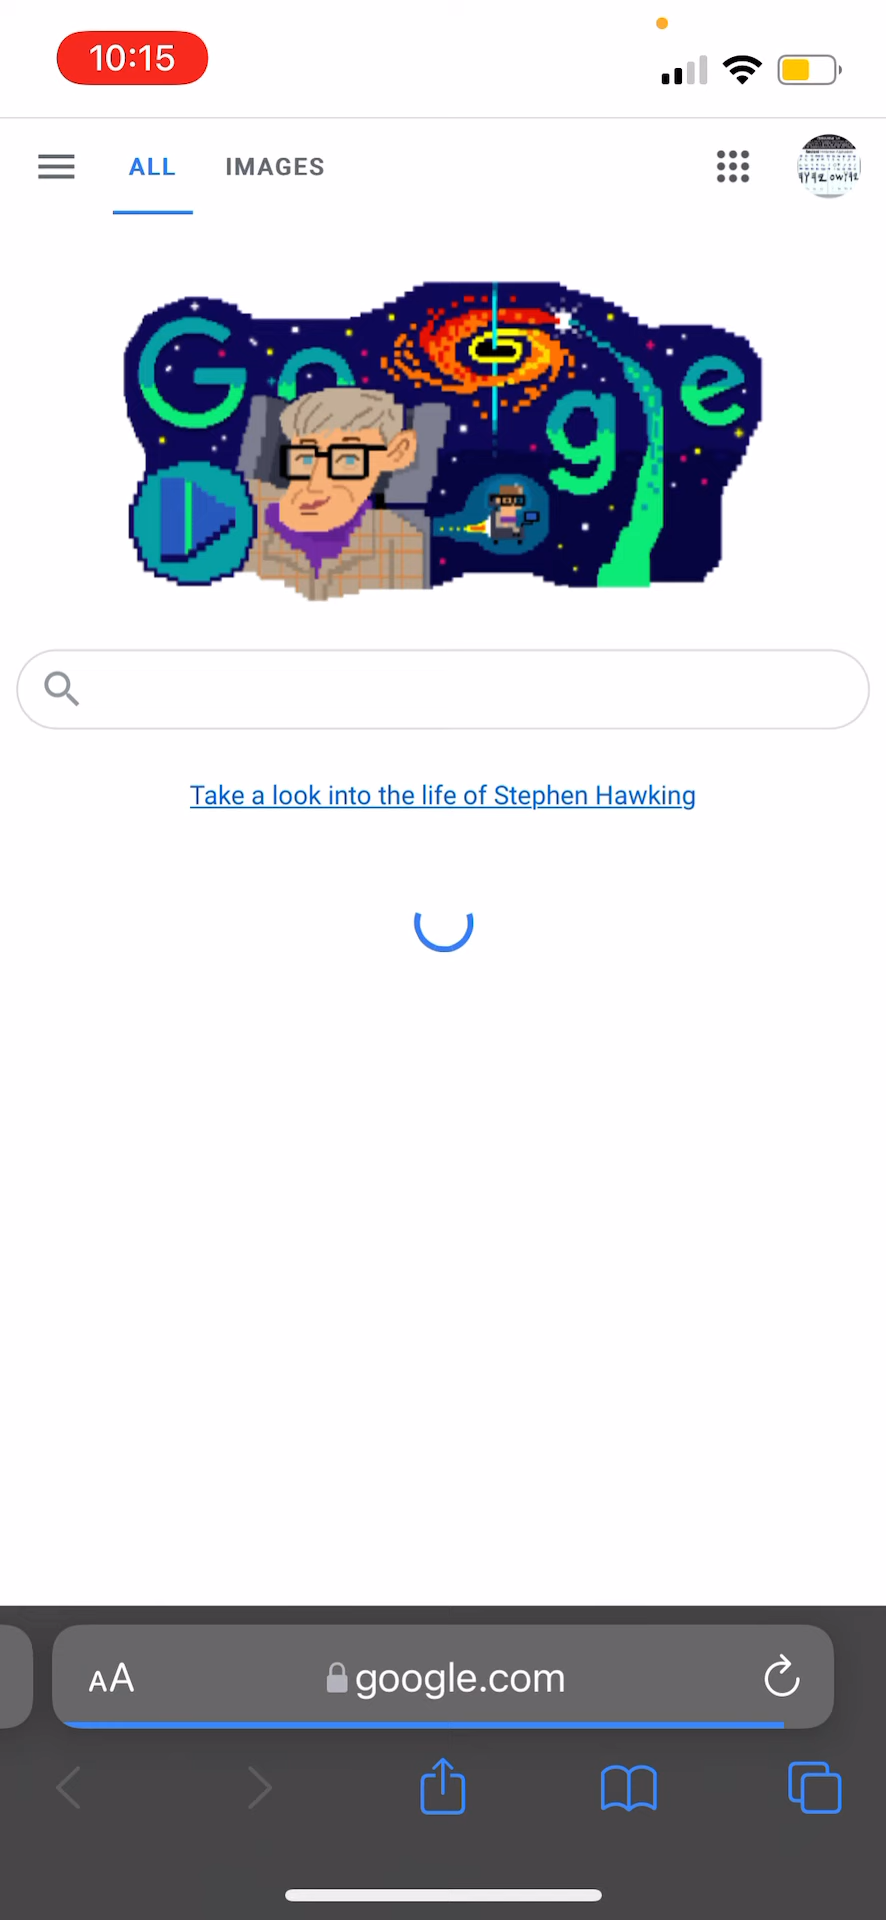 10:15
ALL IMAGES
Google
Take a look into the life of Stephen Hawking
AA google.com